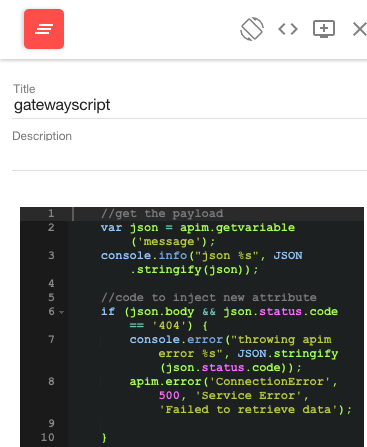 Title
gatewayscript
Description
1 //get the payload
2 var json = apim.getvariable
('message');
3 console.info("json %s", JSON
.stringify(json));
4
5 //code to inject new attribute
6 if (json.body && json.status.code
== '404') {
7 console.error("throwing apim
error %s", JSON.stringify
(json.status.code));
8 apim.error('ConnectionError',
500, 'Service Error',
'Failed to retrieve data');
9
10 }